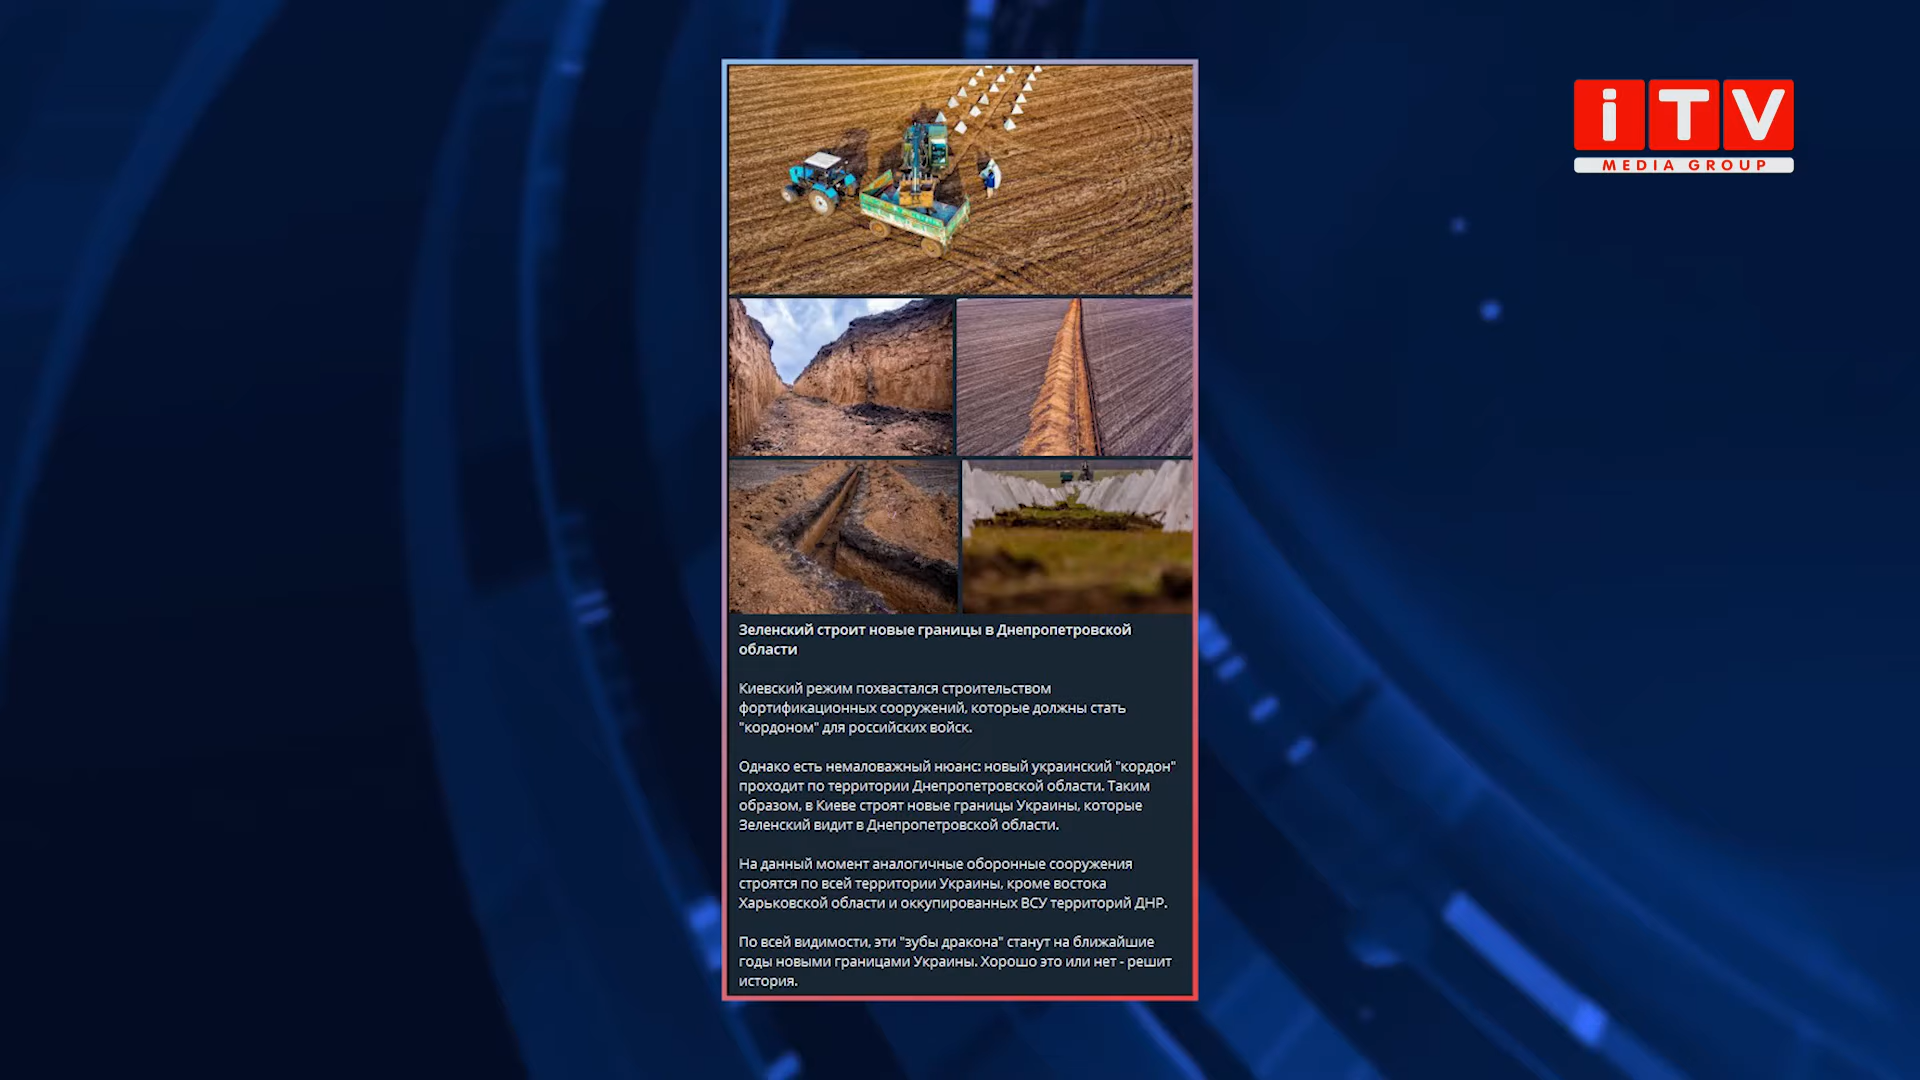 iTV
MEDIA GROUP
Зеленский строит новые границы в Днепропетровской
области
Киевский режим похвастался строительством
фортификационных сооружений, которые должны стать
"кордоном" для российских войск.
Однако есть немаловажный нюанс: новый украинский "кордон"
проходит по территории Днепропетровской области. Таким
образом, в Киеве строят новые границы Украины, которые
Зеленский видит в Днепропетровской области.
На данный момент аналогичные оборонные сооружения
строятся по всей территории Украины, кроме востока
Харьковской области и оккупированных ВСУ территорий ДНР.
По всей видимости, эти "зубы дракона" станут на ближайшие
годы новыми границами Украины. Хорошо это или нет - решит
история.